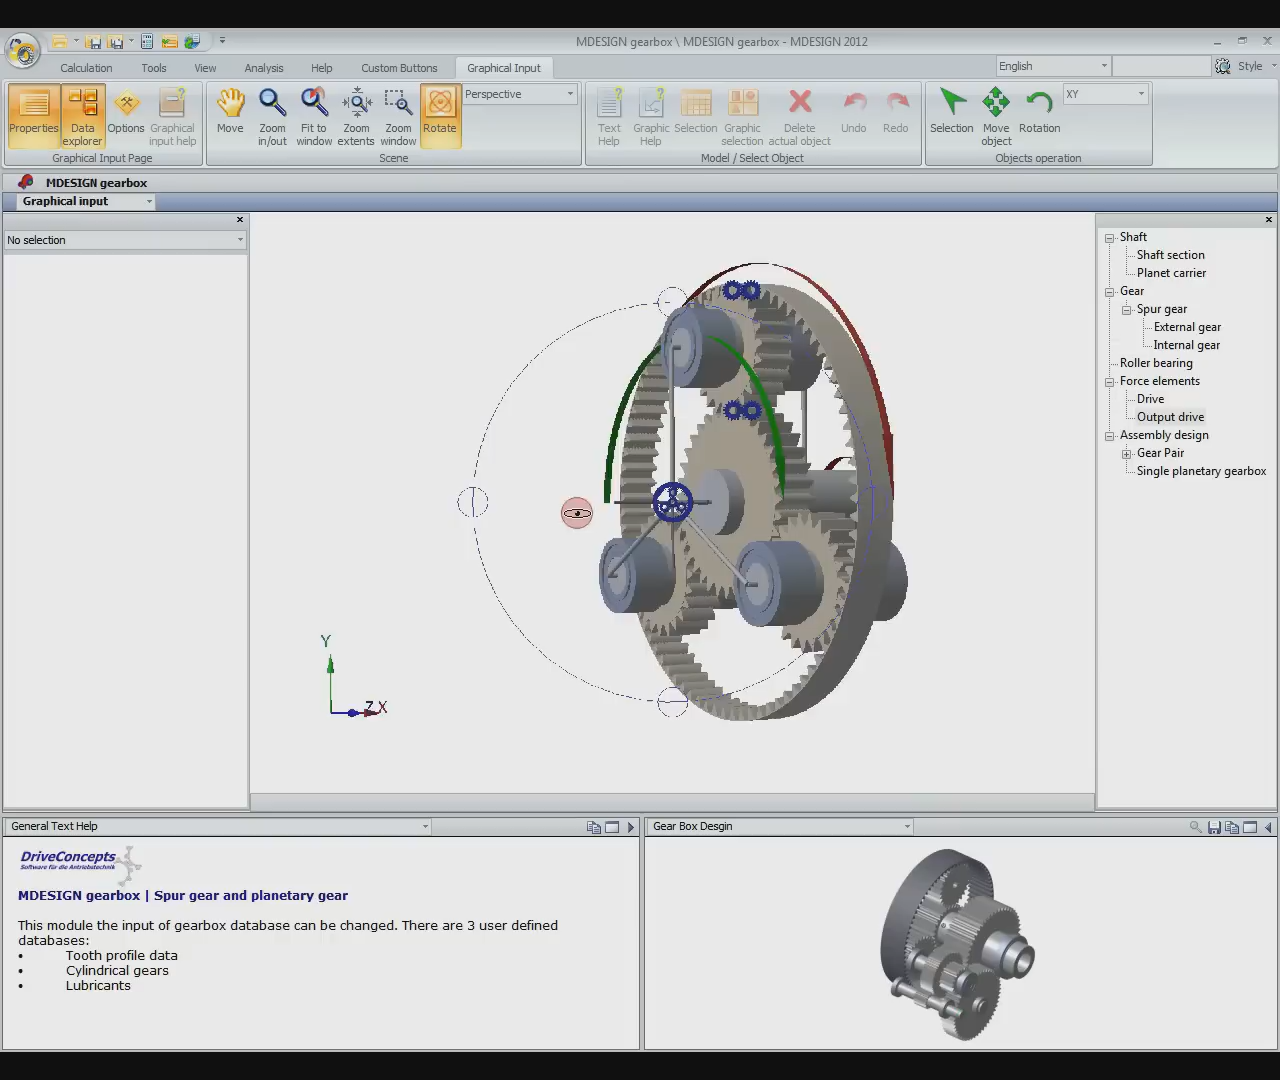 MDESIGN gearbox \ MDESIGN gearbox - MDESIGN 2012
Calculation Tools View Analysis Help Custom Buttons Graphical Input English Style
Properties Data explorer Options Graphical input help
Graphical Input Page
Move Zoom in/out Fit to window Zoom extents Zoom window Rotate Perspective
Scene
Text Help Graphic Help Selection Graphic selection Delete actual object Undo Redo
Model / Select Object
Selection Move object Rotation XY
Objects operation
MDESIGN gearbox
Graphical input
No selection
Y
Z X
Shaft
Shaft section
Planet carrier
Gear
Spur gear
External gear
Internal gear
Roller bearing
Force elements
Drive
Output drive
Assembly design
Gear Pair
Single planetary gearbox
General Text Help
DriveConcepts
Software für die Antriebstechnik
MDESIGN gearbox | Spur gear and planetary gear
This module the input of gearbox database can be changed. There are 3 user defined
databases:
• Tooth profile data
• Cylindrical gears
• Lubricants
Gear Box Desgin